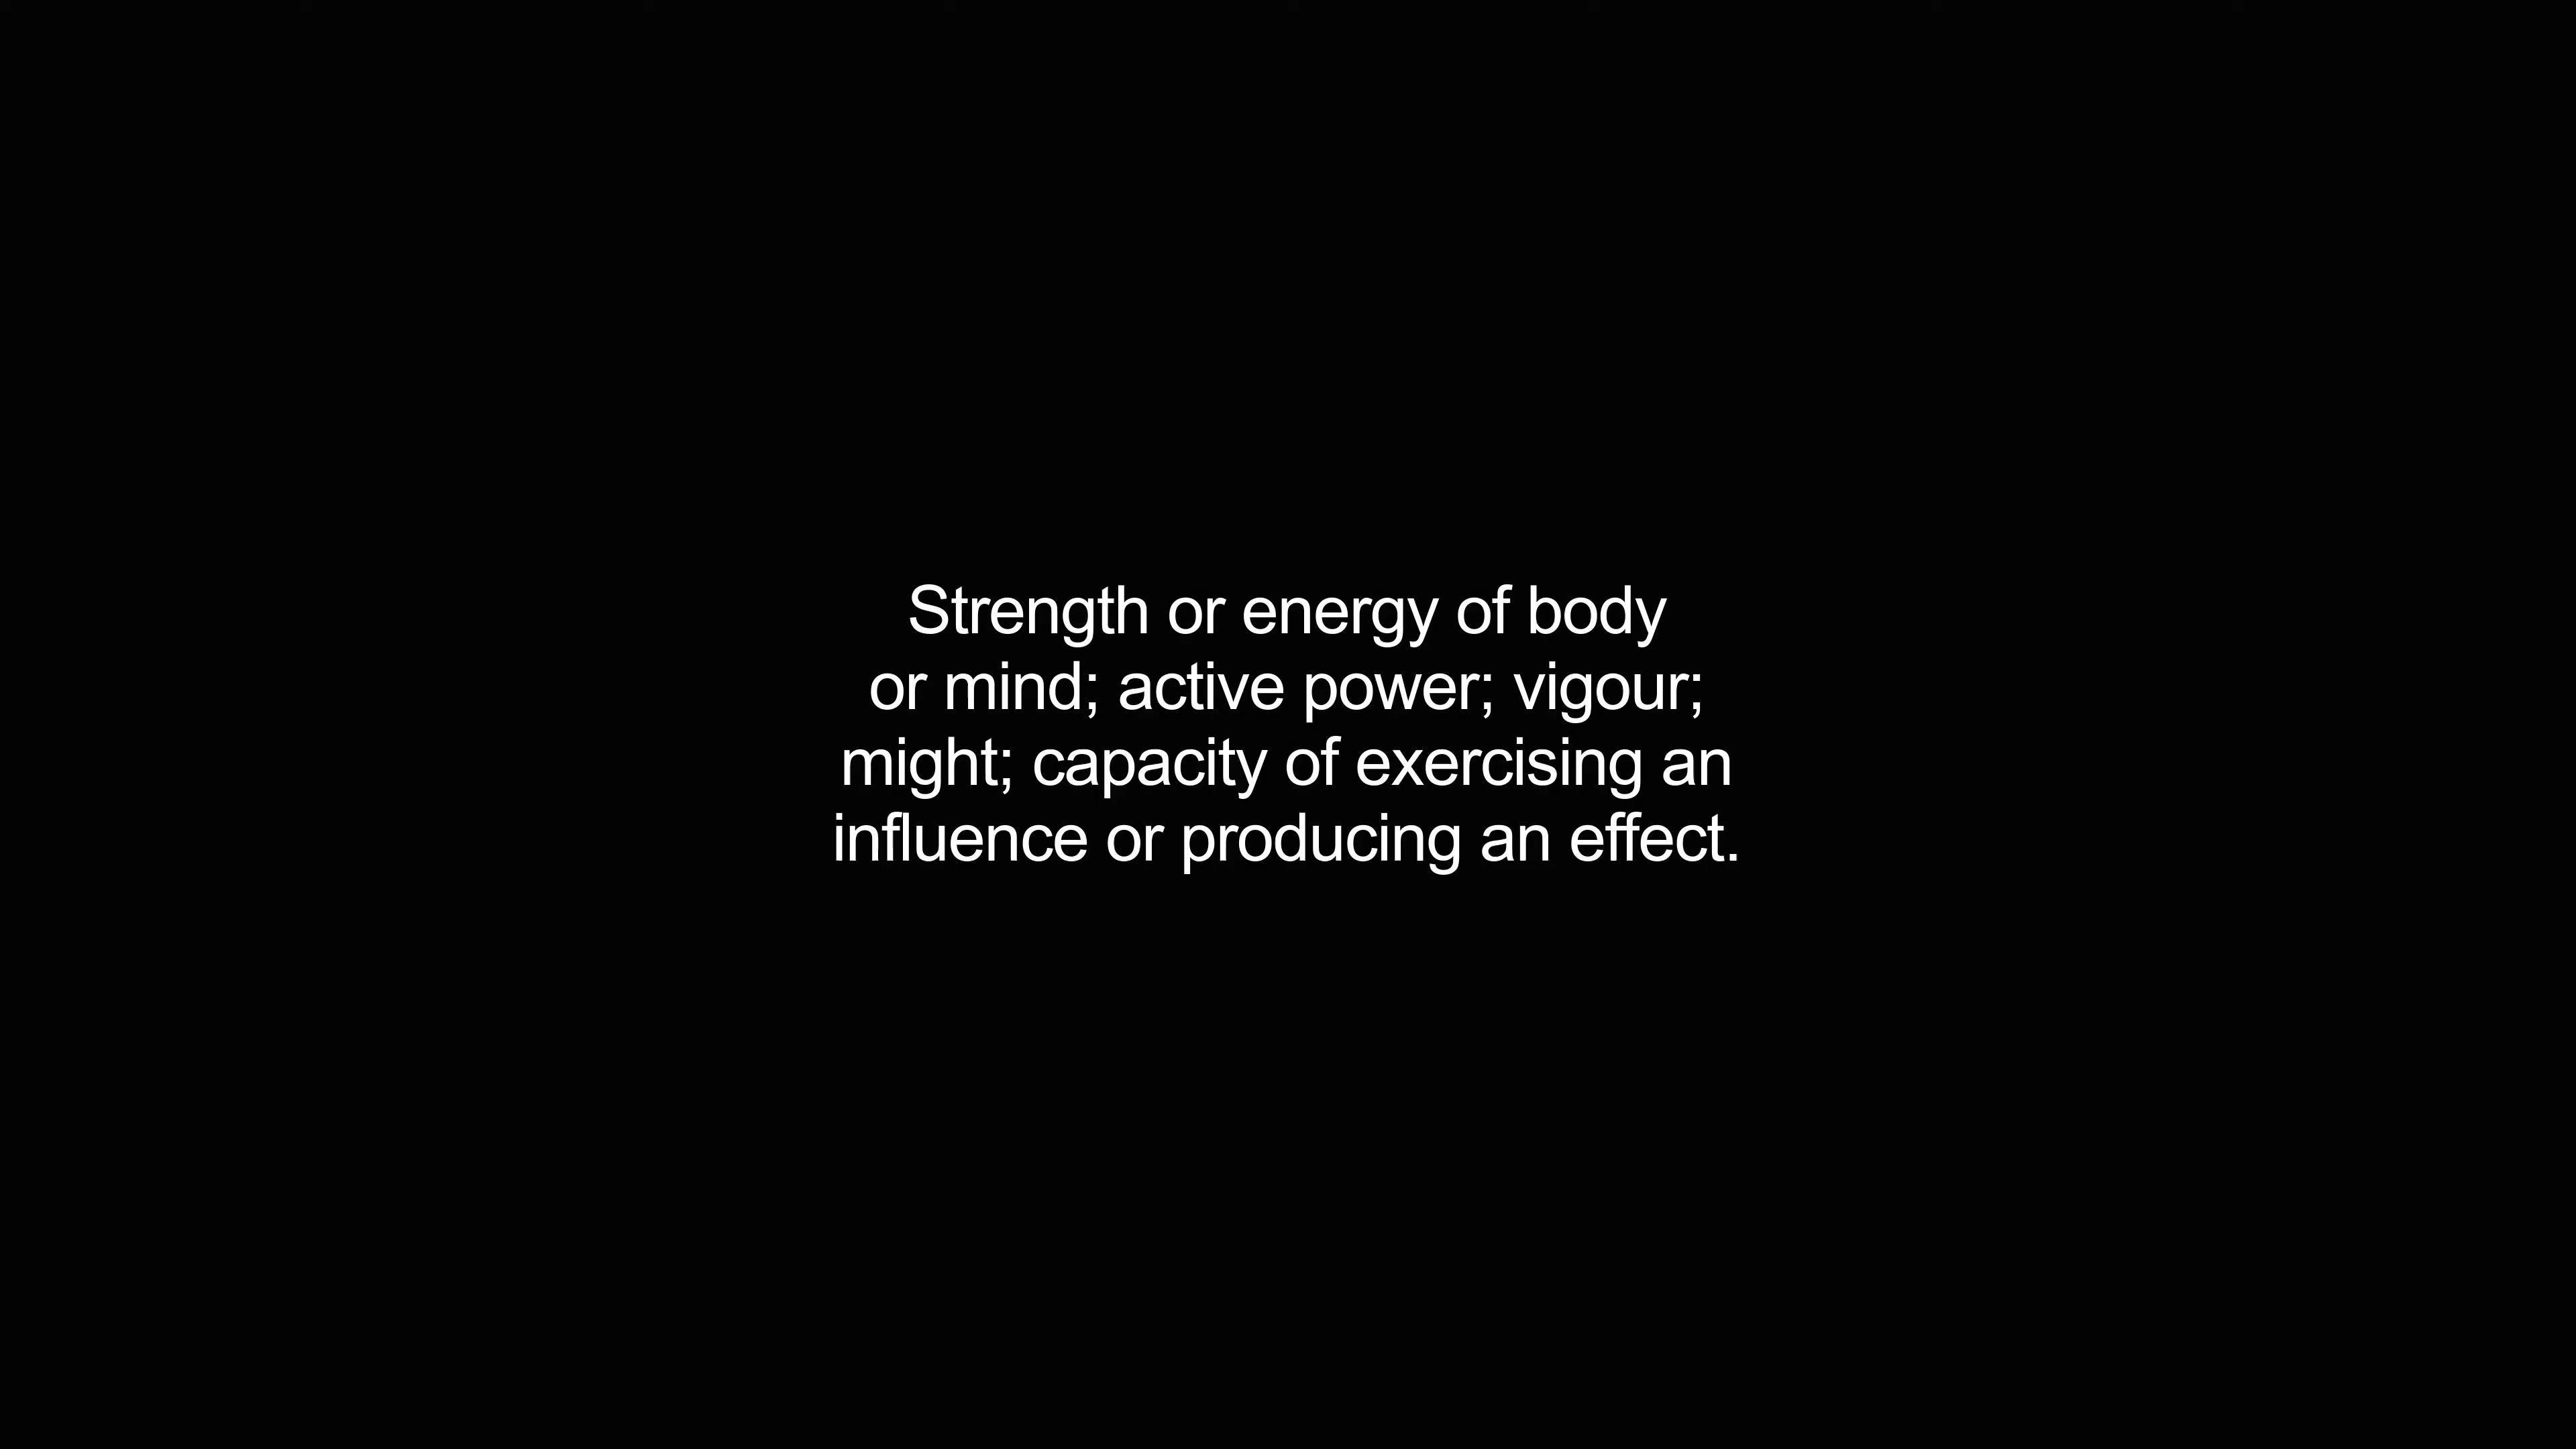 Strength or energy of body
or mind; active power; vigour;
might; capacity of exercising an
influence or producing an effect.